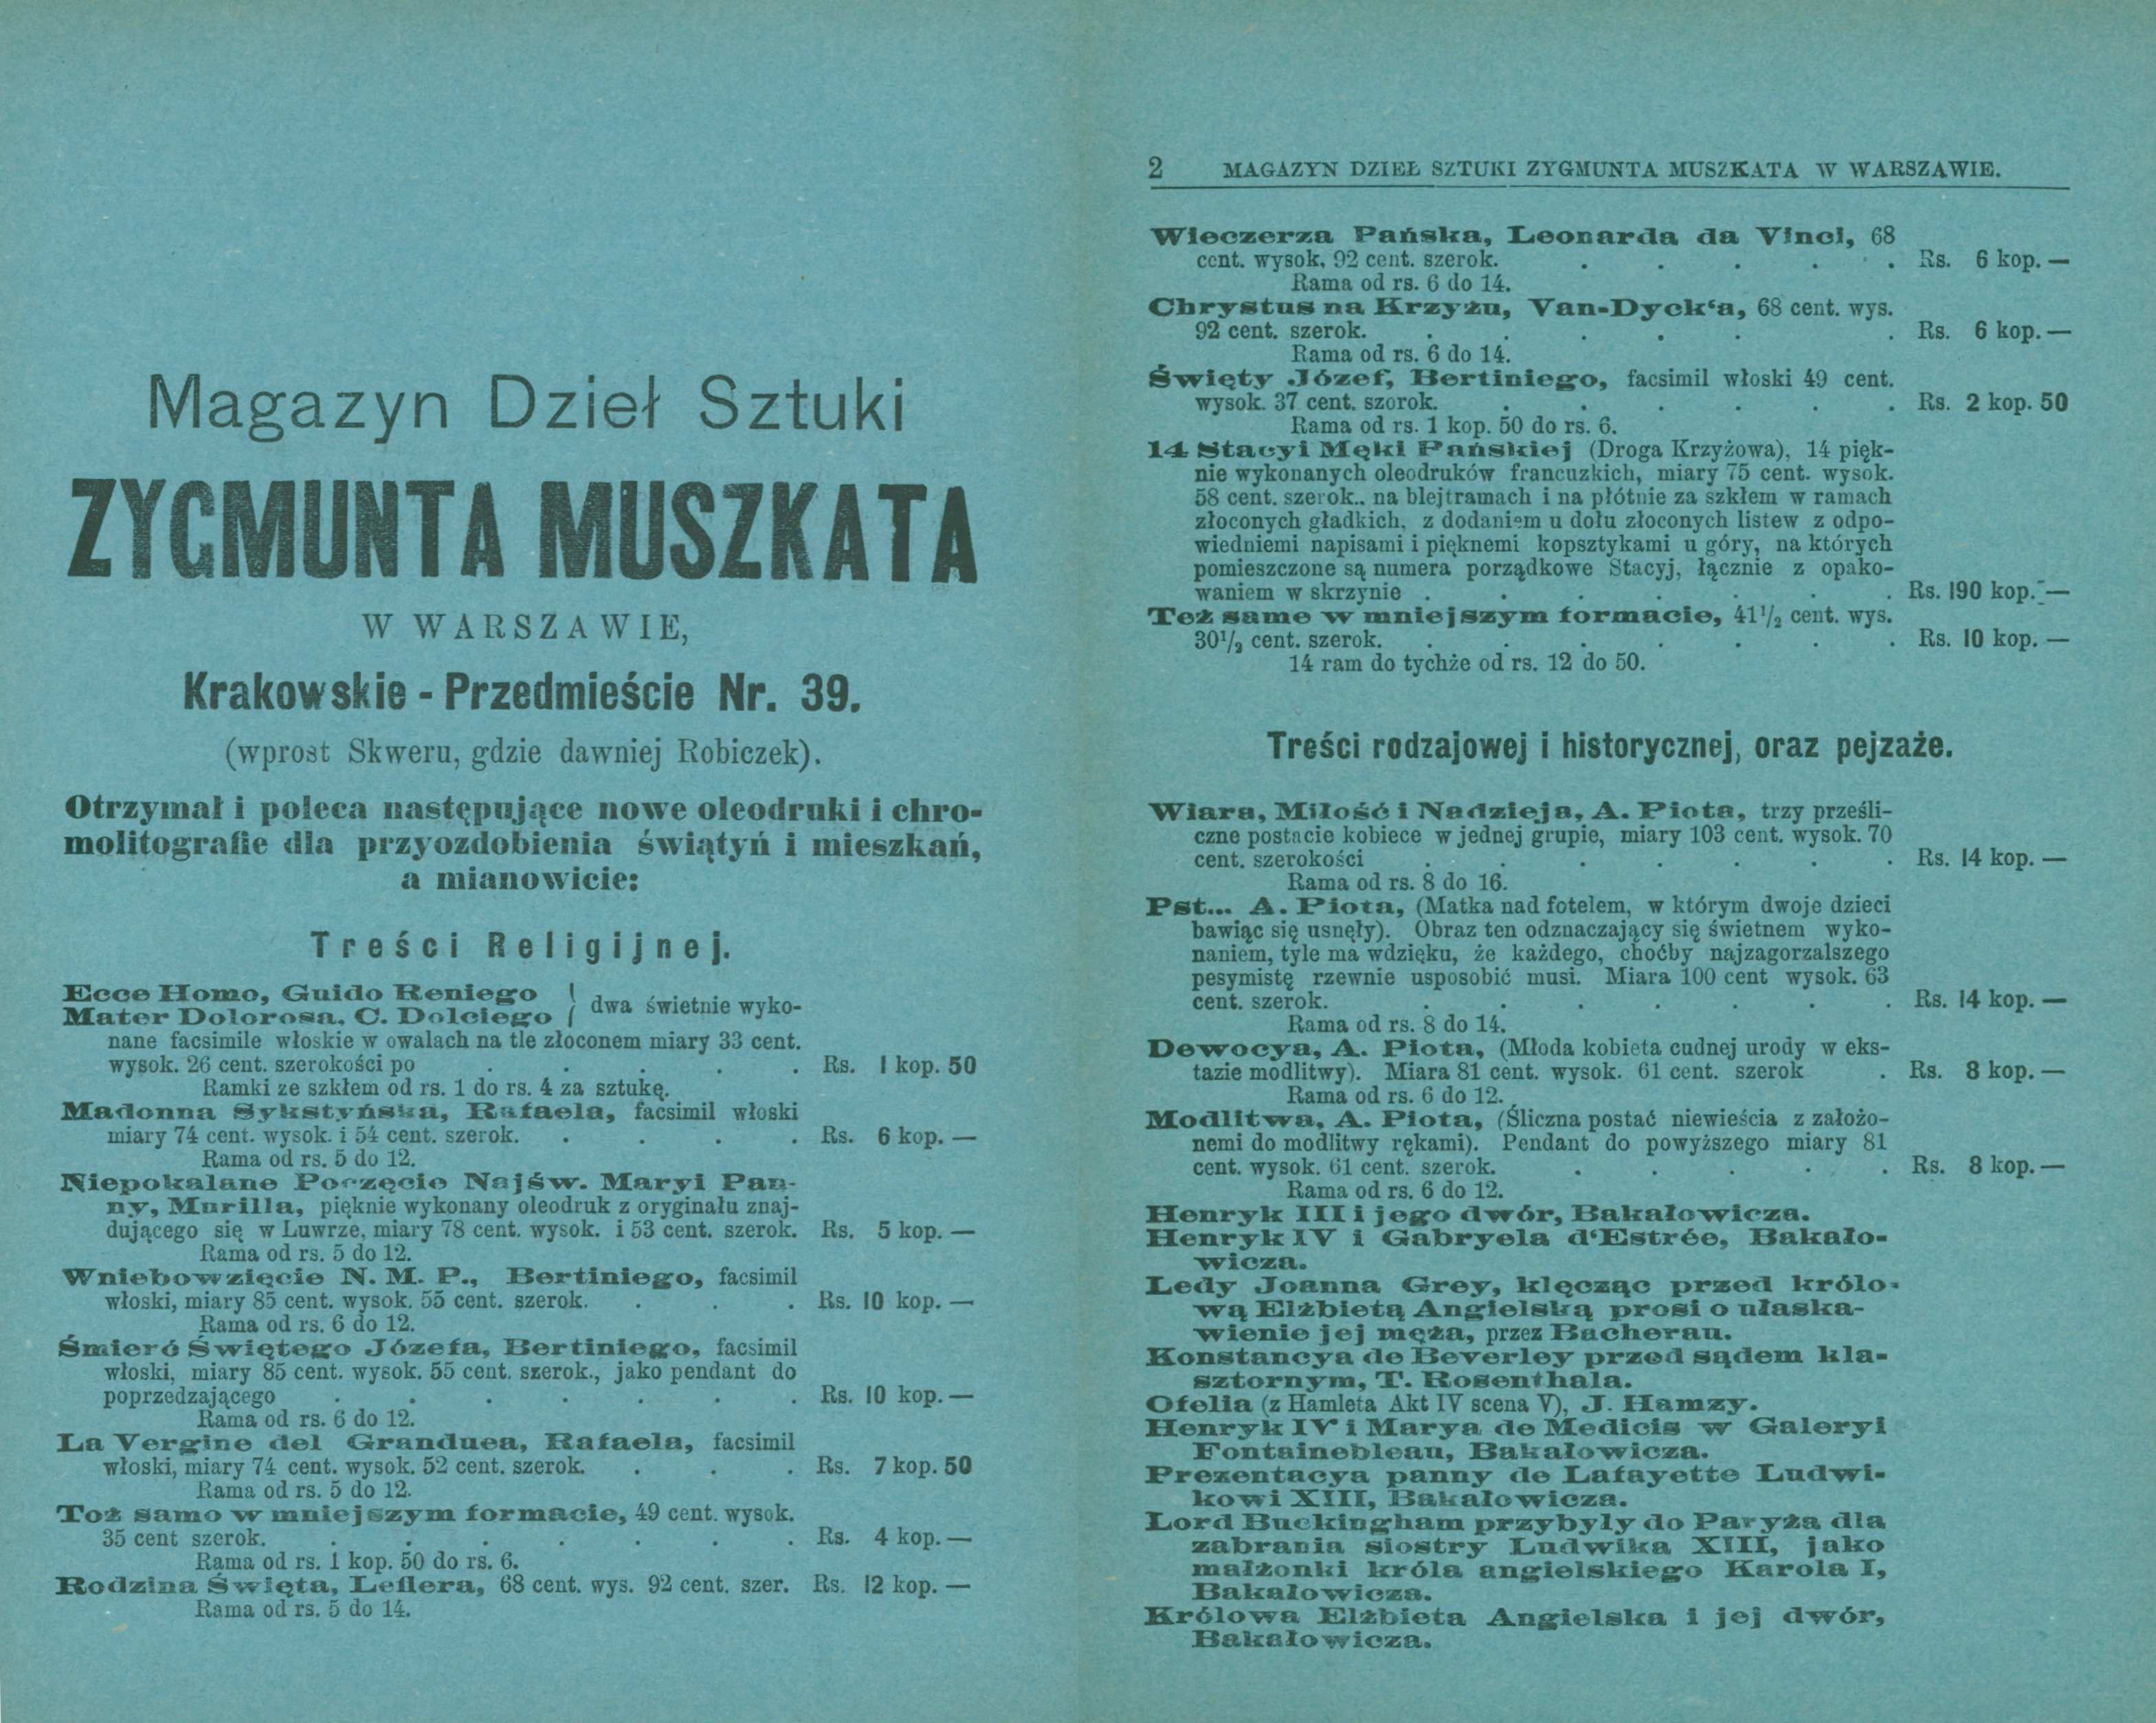 Magazyn Dzieł Sztuki
ZYGMUNTA MUSZKATA
W WARSZAWIE,
Krakowskie - Przedmieście Nr. 39.
(wprost Skweru, gdzie dawniej Robiczek).
Otrzymał i poleca następujące nowe oleodruki i chro-
molitografie dla przyozdobienia świątyń i mieszkań,
a mianowicie:
Treści Religijnej.
Ecce Homo, Guido Reniego
Mater Dolorosa, C. Dolciego } dwa świetnie wyko-
nane facsimile włoskie w owalach na tle złoconem miary 33 cent.
wysok. 26 cent. szerokości po . . . . . Rs. 1 kop. 50
Ramki ze szkłem od rs. 1 do rs. 4 za sztukę.
Madonna Sykstyńska, Rafaela, facsimil włoski
miary 74 cent. wysok. i 54 cent. szerok. . . . . Rs. 6 kop. —
Rama od rs. 5 do 12.
Niepokalane Poczęcie Najśw. Maryi Pan-
ny, Murilla, pięknie wykonany oleodruk z oryginału znaj-
dującego się w Luwrze, miary 78 cent. wysok. i 53 cent. szerok. Rs. 5 kop. —
Rama od rs. 5 do 12.
Wniebowzięcie N. M. P., Bertiniego, facsimil
włoski, miary 85 cent. wysok. 55 cent. szerok. . . . Rs. 10 kop. —
Rama od rs. 6 do 12.
Śmierć Świętego Józefa, Bertiniego, facsimil
włoski, miary 85 cent. wysok. 55 cent. szerok., jako pendant do
poprzedzającego . . . . . . . Rs. 10 kop. —
Rama od rs. 6 do 12.
La Vergine del Granduea, Rafaela, facsimil
włoski, miary 74 cent. wysok. 52 cent. szerok. . . . Rs. 7 kop. 50
Rama od rs. 5 do 12.
Toż samo w mniejszym formacie, 49 cent. wysok.
35 cent szerok. . . . . . . . Rs. 4 kop. —
Rama od rs. 1 kop. 50 do rs. 6.
Rodzina Święta, Leflera, 68 cent. wys. 92 cent. szer. Rs. 12 kop. —
Rama od rs. 5 do 14.
2 MAGAZYN DZIEŁ SZTUKI ZYGMUNTA MUSZKATA W WARSZAWIE.
Wieczerza Pańska, Leonarda da Vinci, 68
cent. wysok, 92 cent. szerok. . . . . . Rs. 6 kop. —
Rama od rs. 6 do 14.
Chrystus na Krzyżu, Van-Dyck‘a, 68 cent. wys.
92 cent. szerok. . . . . . . Rs. 6 kop. —
Rama od rs. 6 do 14.
Święty Józef, Bertiniego, facsimil włoski 49 cent.
wysok. 37 cent. szorok. . . . . . . Rs. 2 kop. 50
Rama od rs. 1 kop. 50 do rs. 6.
14 Stacyi Męki Pańskiej (Droga Krzyżowa), 14 pięk-
nie wykonanych oleodruków francuzkich, miary 75 cent. wysok.
58 cent. szerok.. na blejtramach i na płótnie za szkłem w ramach
złoconych gładkich, z dodaniem u dołu złoconych listew z odpo-
wiedniemi napisami i pięknemi kopsztykami u góry, na których
pomieszczone są numera porządkowe Stacyj, łącznie z opako-
waniem w skrzynie . . . . . . . Rs. 190 kop. —
Też same w mniejszym formacie, 41½ cent. wys.
30½ cent. szerok. . . . . . . . Rs. 10 kop. —
14 ram do tychże od rs. 12 do 50.
Treści rodzajowej i historycznej, oraz pejzaże.
Wiara, Miłość i Nadzieja, A. Piota, trzy prześli-
czne postacie kobiece w jednej grupie, miary 103 cent. wysok. 70
cent. szerokości . . . . . . . Rs. 14 kop. —
Rama od rs. 8 do 16.
Pst... A. Piota, (Matka nad fotelem, w którym dwoje dzieci
bawiąc się usnęły). Obraz ten odznaczający się świetnem wyko-
naniem, tyle ma wdzięku, że każdego, choćby najzagorzalszego
pesymistę rzewnie usposobić musi. Miara 100 cent wysok. 63
cent. szerok. . . . . . . . Rs. 14 kop. —
Rama od rs. 8 do 14.
Dewocya, A. Piota, (Młoda kobieta cudnej urody w eks-
tazie modlitwy). Miara 81 cent. wysok. 61 cent. szerok . Rs. 8 kop. —
Rama od rs. 6 do 12.
Modlitwa, A. Piota, (Śliczna postać niewieścia z założo-
nemi do modlitwy rękami). Pendant do powyższego miary 81
cent. wysok. 61 cent. szerok. . . . . . Rs. 8 kop. —
Rama od rs. 6 do 12.
Henryk III i jego dwór, Bakałowicza.
Henryk IV i Gabryela d‘Estrée, Bakało-
wicza.
Ledy Joanna Grey, klęcząc przed królo-
wą Elżbietą Angielską prosi o ułaska-
wienie jej męża, przez Bacherau.
Konstancya de Beverley przed sądem kla-
sztornym, T. Rosenthala.
Ofelia (z Hamleta Akt IV scena V), J. Hamzy.
Henryk IV i Marya de Medicis w Galeryi
Fontainebleau, Bakałowicza.
Prezentacya panny de Lafayette Ludwi-
kowi XIII, Bakałowicza.
Lord Buckingham przybyly do Paryża dla
zabrania siostry Ludwika XIII, jako
małżonki króla angielskiego Karola I,
Bakałowicza.
Królowa Elżbieta Angielska i jej dwór,
Bakałowicza.